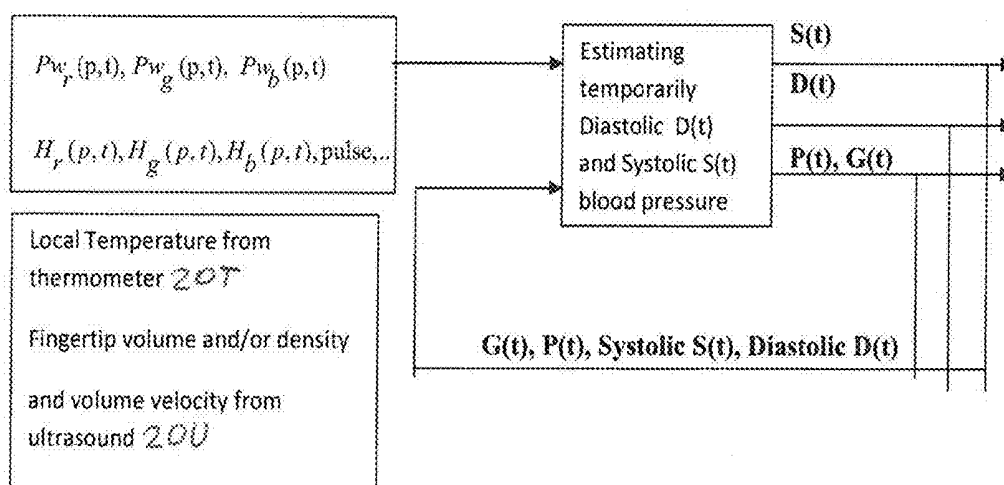 Pw_r(p,t), Pw_g(p,t), Pw_b(p,t)
H_r(p,t), H_g(p,t), H_b(p,t), pulse,..
Local Temperature from
thermometer 20T
Fingertip volume and/or density
and volume velocity from
ultrasound 20U
Estimating
temporarily
Diastolic D(t)
and Systolic S(t)
blood pressure
S(t)
D(t)
P(t), G(t)
G(t), P(t), Systolic S(t), Diastolic D(t)